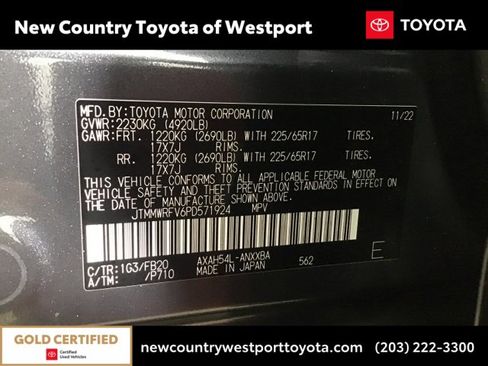 New Country Toyota of Westport
TOYOTA
MFD.BY:TOYOTA MOTOR CORPORATION 11/22
GVWR:2230KG (4920LB)
GAWR:FRT. 1220KG (2690LB) WITH 225/65R17 TIRES.
17X7J RIMS.
RR. 1220KG (2690LB) WITH 225/65R17 TIRES.
17X7J RIMS.
THIS VEHICLE CONFORMS TO ALL APPLICABLE FEDERAL MOTOR
VEHICLE SAFETY AND THEFT PREVENTION STANDARDS IN EFFECT ON
THE DATE OF MANUFACTURE SHOWN ABOVE.
JTMMWRFV6PD571924 MPV
C/TR:1G3/FB20 AXAH54L-ANXXBA 562 E
A/TM: /P710 MADE IN JAPAN
GOLD CERTIFIED
TOYOTA
Certified
Used Vehicles
newcountrywestporttoyota.com
(203) 222-3300